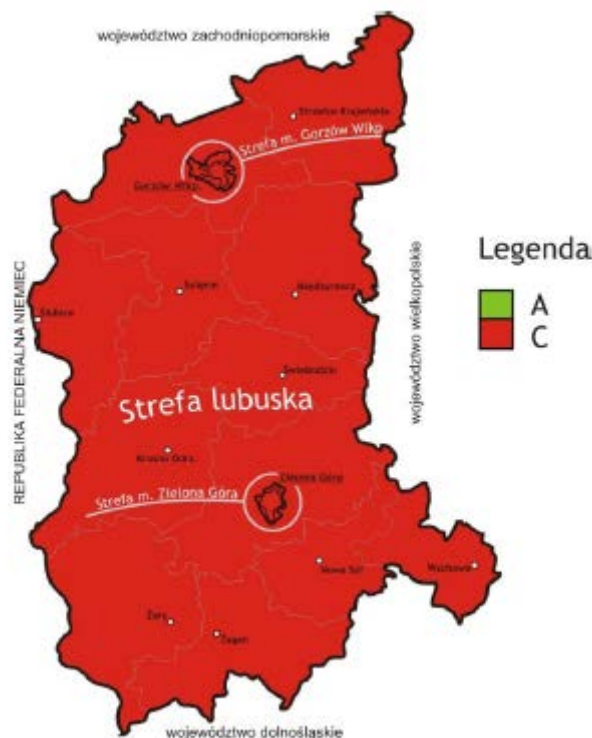 województwo zachodniopomorskie
Strzelce Krajeńskie
Strefa m. Gorzów Wlkp
Gorzów Wlkp.
REPUBLIKA FEDERALNA NIEMIEC
Słubice
Sulęcin
Międzyrzecz
województwo wielkopolskie
Legenda
A
C
Świebodzin
Strefa lubuska
Krosno Odrz.
Strefa m. Zielona Góra
Zielona Góra
Nowa Sól
Wschowa
Żary
Żagań
województwo dolnośląskie